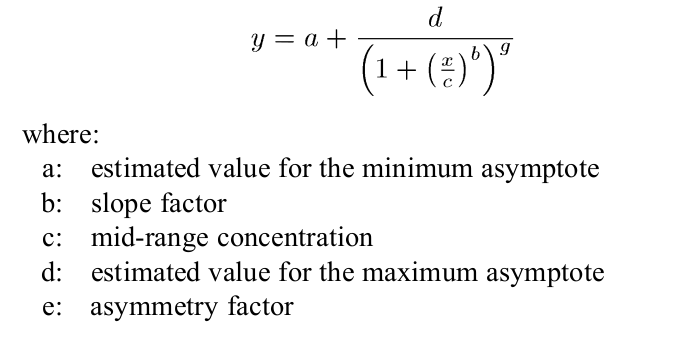 y = a + \frac{d}{\left(1 + \left(\frac{x}{c}\right)^b\right)^g}
where:
a: estimated value for the minimum asymptote
b: slope factor
c: mid-range concentration
d: estimated value for the maximum asymptote
e: asymmetry factor